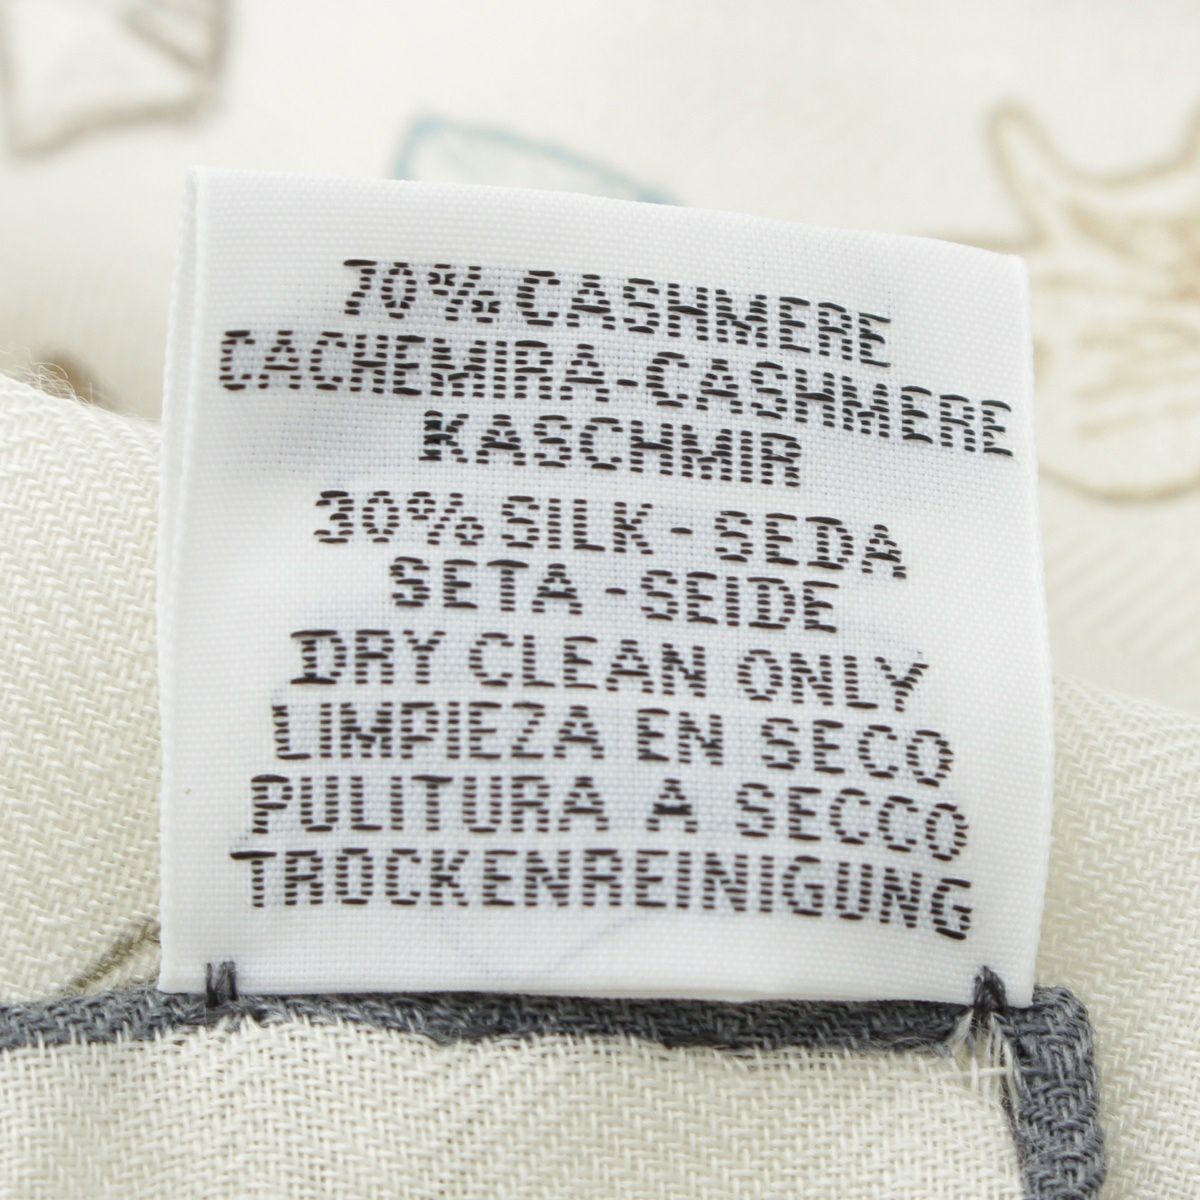 70% CASHMERE
CACHEMIRA-CASHMERE
KASCHMIR
30% SILK - SEDA
SETA - SEIDE
DRY CLEAN ONLY
LIMPIEZA EN SECO
PULITURA A SECCO
TROCKENREINIGUNG